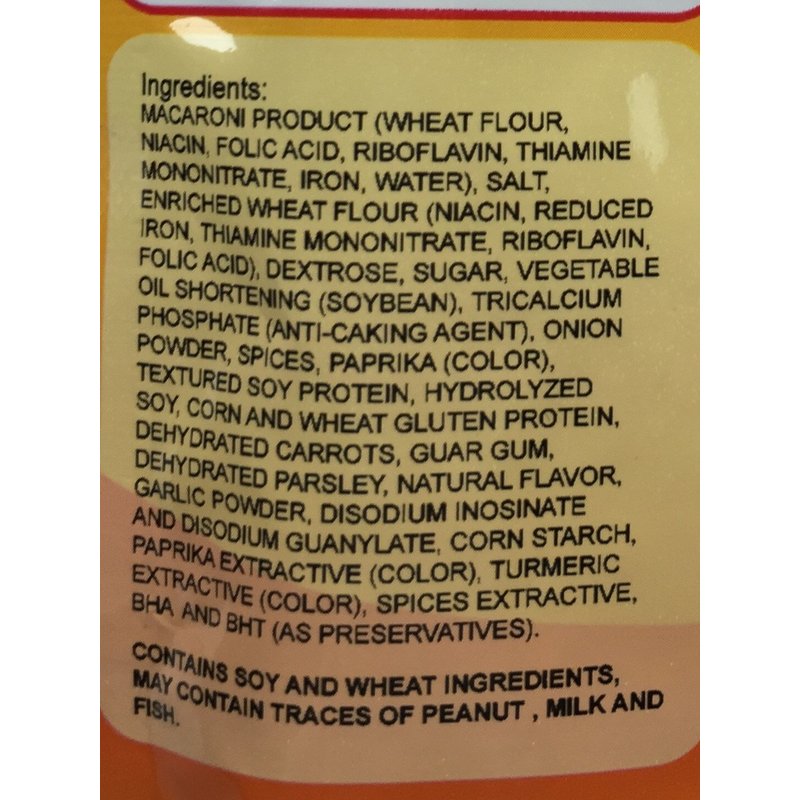 Ingredients:
MACARONI PRODUCT (WHEAT FLOUR,
NIACIN, FOLIC ACID, RIBOFLAVIN, THIAMINE
MONONITRATE, IRON, WATER), SALT,
ENRICHED WHEAT FLOUR (NIACIN, REDUCED
IRON, THIAMINE MONONITRATE, RIBOFLAVIN,
FOLIC ACID), DEXTROSE, SUGAR, VEGETABLE
OIL SHORTENING (SOYBEAN), TRICALCIUM
PHOSPHATE (ANTI-CAKING AGENT), ONION
POWDER, SPICES, PAPRIKA (COLOR),
TEXTURED SOY PROTEIN, HYDROLYZED
SOY, CORN AND WHEAT GLUTEN PROTEIN,
DEHYDRATED CARROTS, GUAR GUM,
DEHYDRATED PARSLEY, NATURAL FLAVOR,
GARLIC POWDER, DISODIUM INOSINATE
AND DISODIUM GUANYLATE, CORN STARCH,
PAPRIKA EXTRACTIVE (COLOR), TURMERIC
EXTRACTIVE (COLOR), SPICES EXTRACTIVE,
BHA AND BHT (AS PRESERVATIVES).
CONTAINS SOY AND WHEAT INGREDIENTS,
MAY CONTAIN TRACES OF PEANUT , MILK AND
FISH.